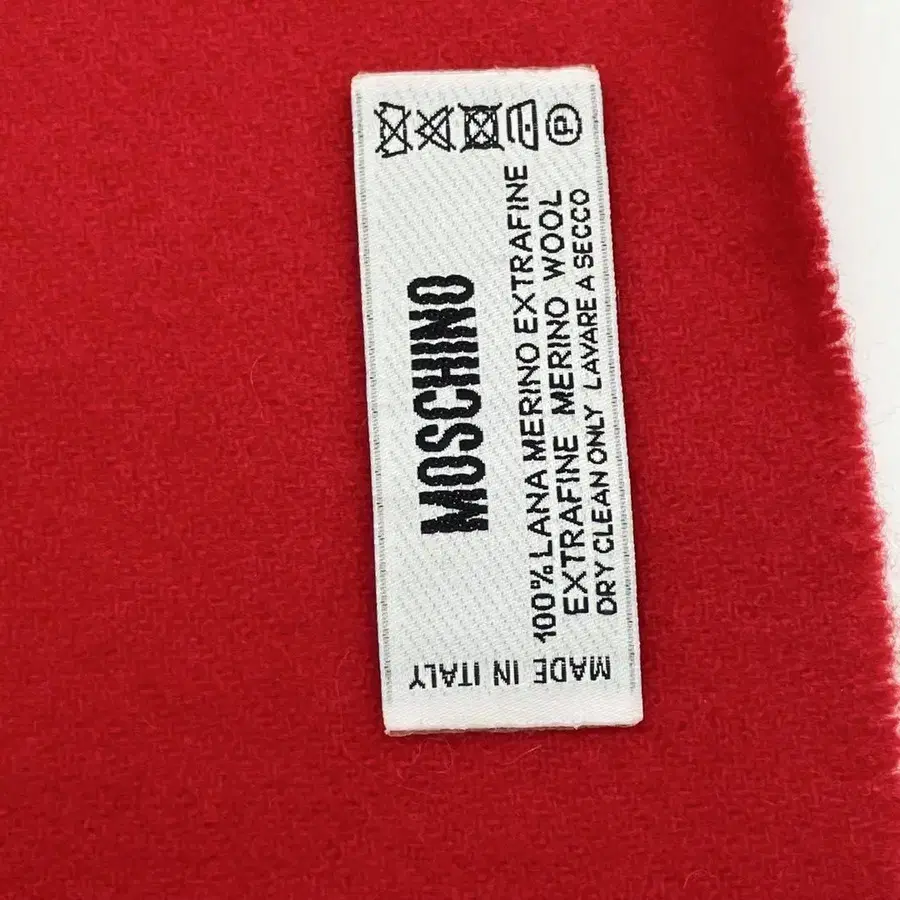 MOSCHINO
100% LANA MERINO EXTRAFINE
EXTRAFINE MERINO WOOL
DRY CLEAN ONLY LAVARE A SECCO
MADE IN ITALY
P